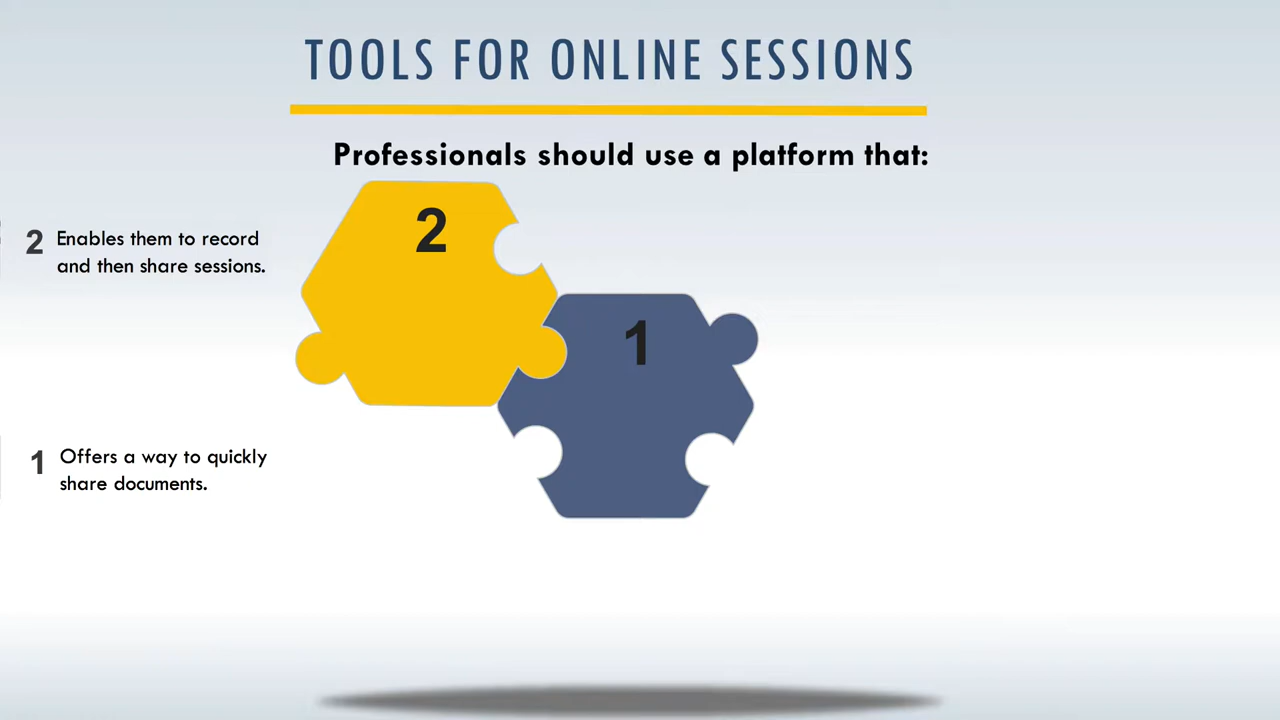 TOOLS FOR ONLINE SESSIONS
Professionals should use a platform that:
2
2 Enables them to record
and then share sessions.
1
1 Offers a way to quickly
share documents.